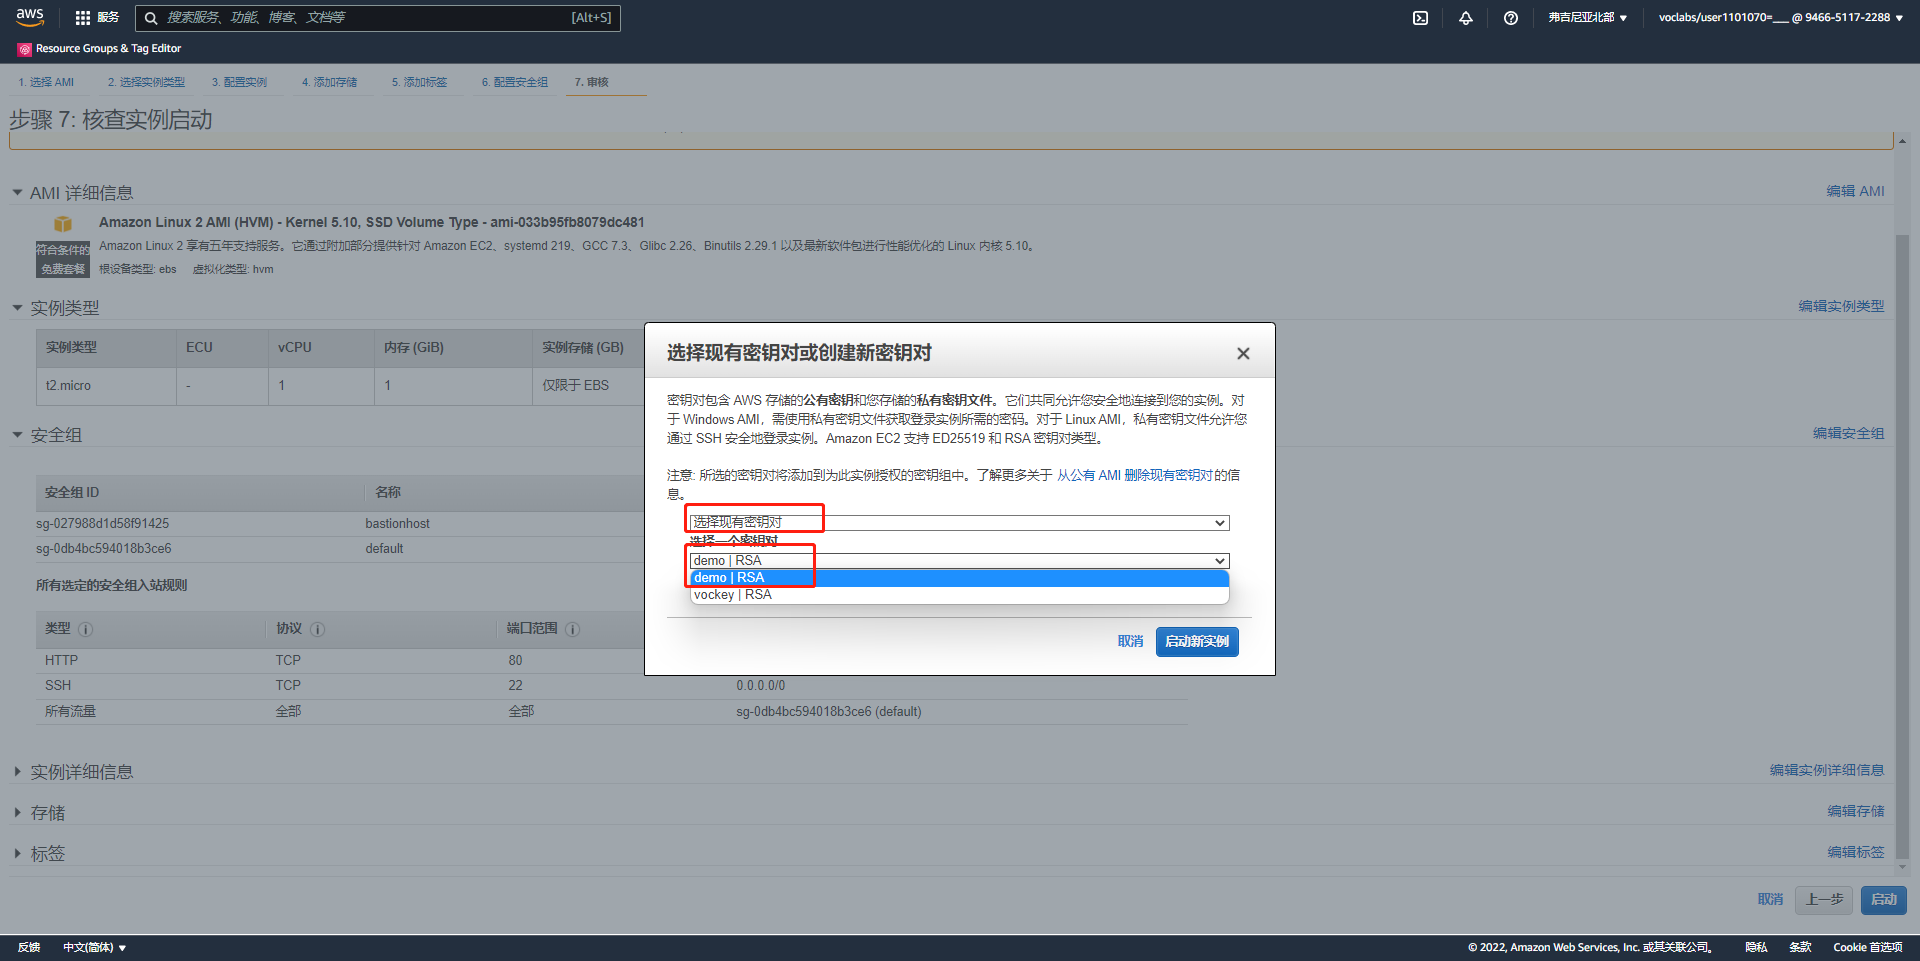 aws
服务
搜索服务、功能、博客、文档等
[Alt+S]
弗吉尼亚北部
voclabs/user1101070=___ @ 9466-5117-2288
Resource Groups & Tag Editor
1. 选择 AMI
2. 选择实例类型
3. 配置实例
4. 添加存储
5. 添加标签
6. 配置安全组
7. 审核
步骤 7: 核查实例启动
AMI 详细信息
编辑 AMI
Amazon Linux 2 AMI (HVM) - Kernel 5.10, SSD Volume Type - ami-033b95fb8079dc481
符合条件的
免费套餐
Amazon Linux 2 享有五年支持服务。它通过附加部分提供针对 Amazon EC2、systemd 219、GCC 7.3、Glibc 2.26、Binutils 2.29.1 以及最新软件包进行性能优化的 Linux 内核 5.10。
根设备类型: ebs 虚拟化类型: hvm
实例类型
编辑实例类型
实例类型 ECU vCPU 内存 (GiB) 实例存储 (GB)
t2.micro - 1 1 仅限于 EBS
安全组
编辑安全组
安全组 ID 名称
sg-027988d1d58f91425 bastionhost
sg-0db4bc594018b3ce6 default
所有选定的安全组入站规则
类型 协议 端口范围
HTTP TCP 80
SSH TCP 22 0.0.0.0/0
所有流量 全部 全部 sg-0db4bc594018b3ce6 (default)
实例详细信息
编辑实例详细信息
存储
编辑存储
标签
编辑标签
选择现有密钥对或创建新密钥对
密钥对包含 AWS 存储的公有密钥和您存储的私有密钥文件。它们共同允许您安全地连接到您的实例。对
于 Windows AMI，需使用私有密钥文件获取登录实例所需的密码。对于 Linux AMI，私有密钥文件允许您
通过 SSH 安全地登录实例。Amazon EC2 支持 ED25519 和 RSA 密钥对类型。
注意: 所选的密钥对将添加到为此实例授权的密钥组中。了解更多关于 从公有 AMI 删除现有密钥对的信
息。
选择现有密钥对
选择一个密钥对
demo | RSA
demo | RSA
vockey | RSA
取消
启动新实例
取消
上一步
启动
反馈
中文(简体)
© 2022, Amazon Web Services, Inc. 或其关联公司。
隐私
条款
Cookie 首选项